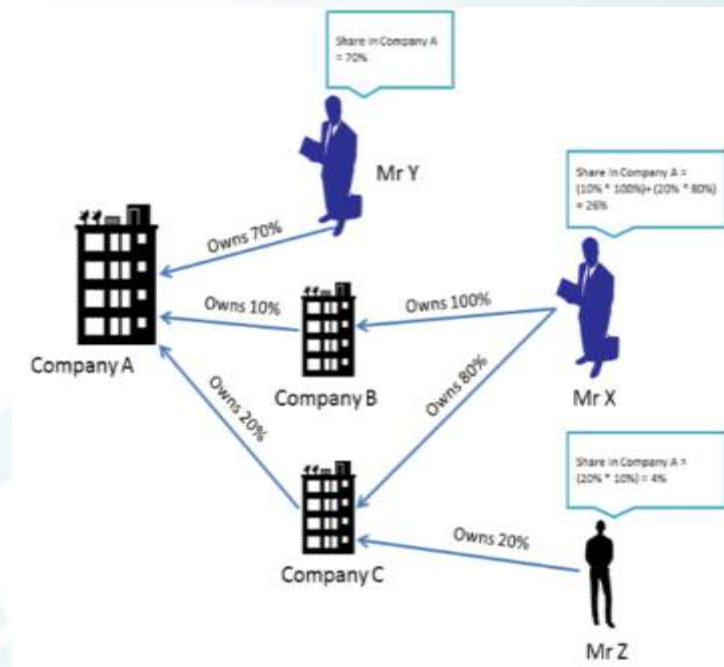 Share in Company A
= 70%
Mr Y
Share in Company A =
(10% * 100%)+ (20% * 80%)
= 26%
Owns 70%
Owns 10%
Owns 100%
Company A
Owns 20%
Company B
Owns 80%
Mr X
Share in Company A =
(20% * 10%) = 4%
Owns 20%
Company C
Mr Z